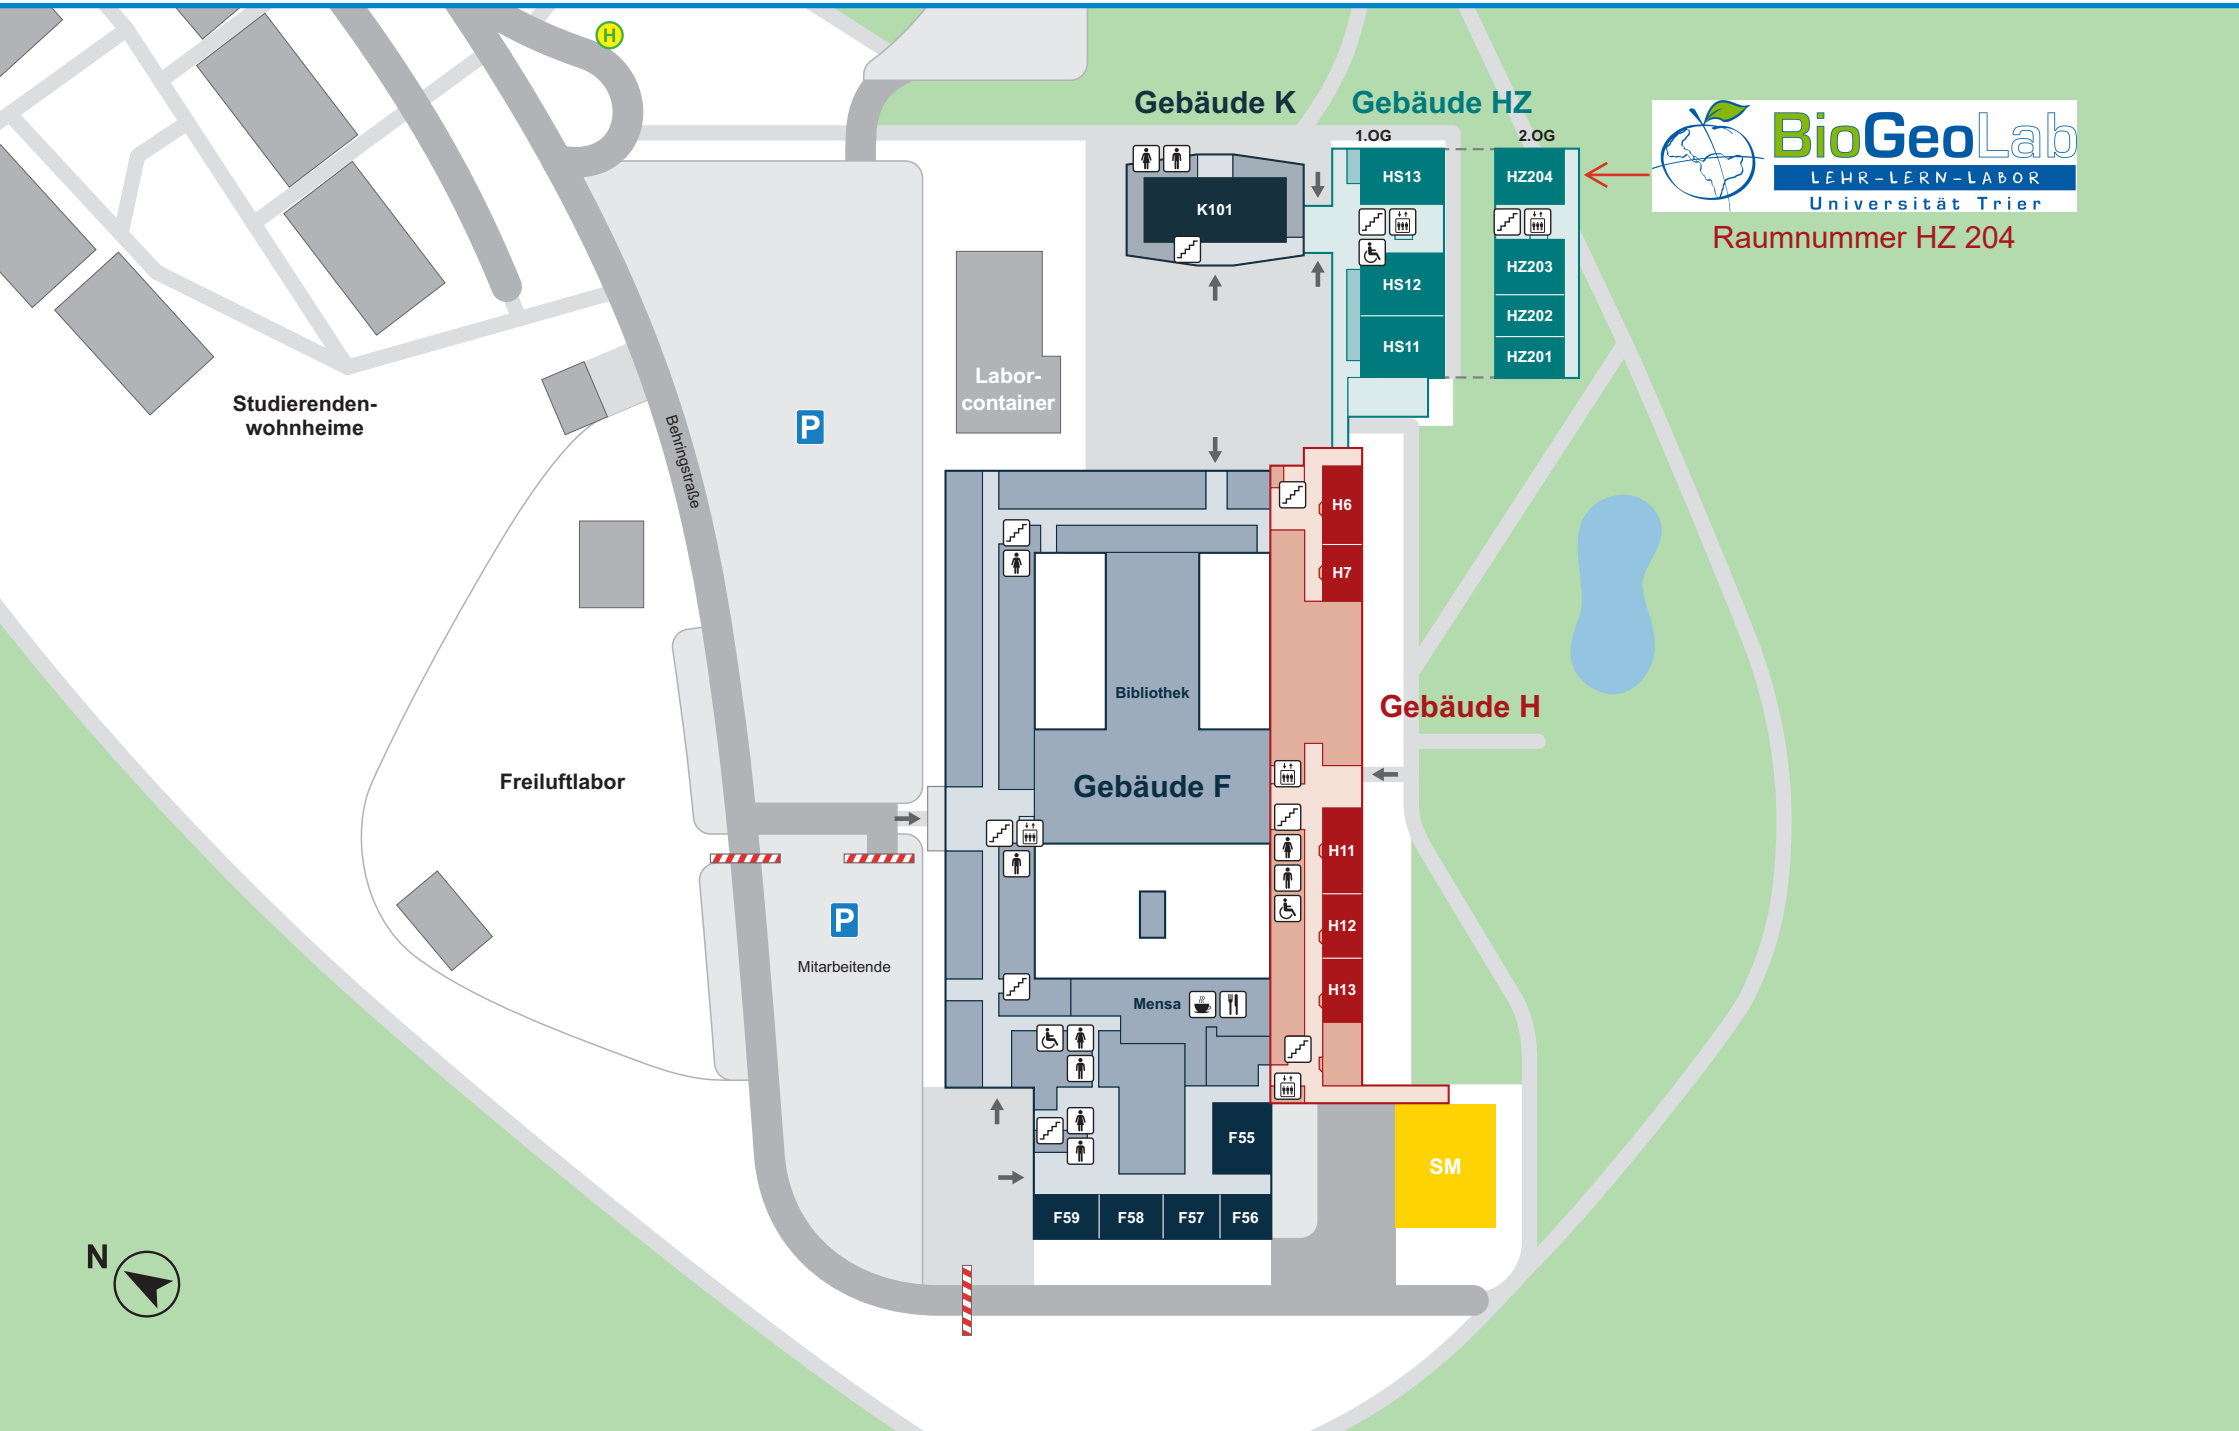 H
Gebäude K
Gebäude HZ
1.OG
2.OG
BioGeoLab
LEHR-LERN-LABOR
Universität Trier
Raumnummer HZ 204
K101
HS13
HS12
HS11
HZ204
HZ203
HZ202
HZ201
Labor-
container
Studierenden-
wohnheime
Behringstraße
P
H6
H7
Bibliothek
Gebäude H
Gebäude F
Freiluftlabor
H11
H12
H13
P
Mitarbeitende
Mensa
F55
SM
F59
F58
F57
F56
N